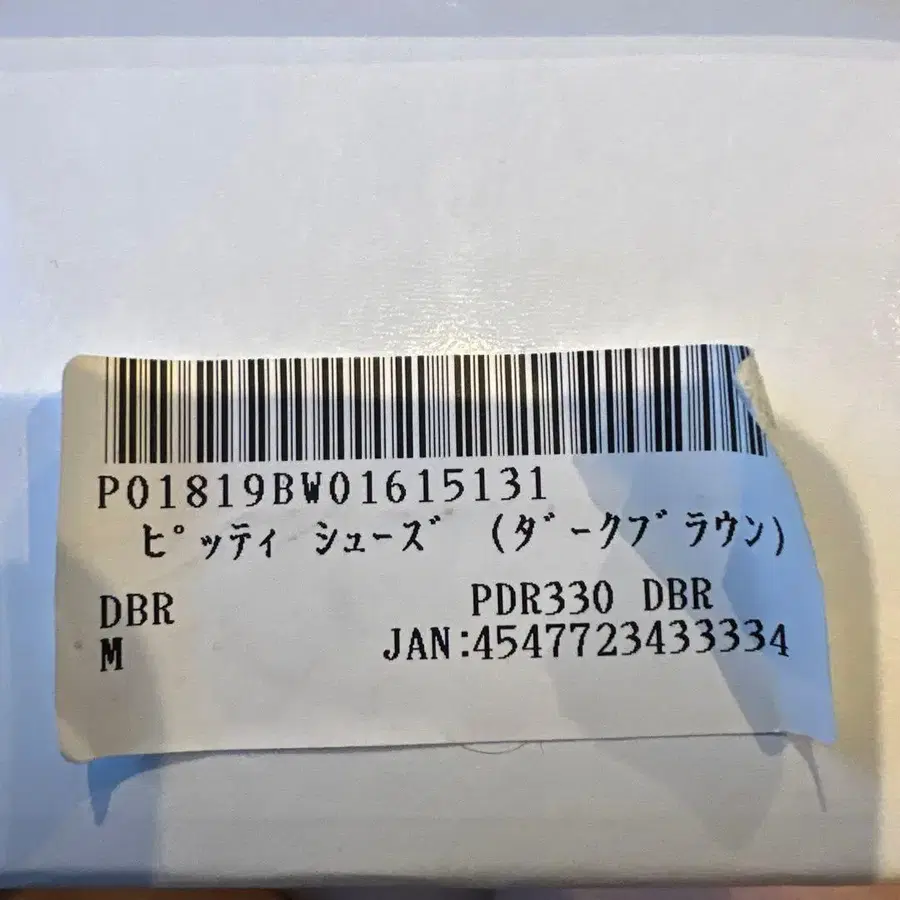 P01819BW01615131
ﾋﾟｯﾃｨ ｼｭｰｽﾞ (ﾀﾞｰｸﾌﾞﾗｳﾝ)
DBR PDR330 DBR
M JAN:4547723433334